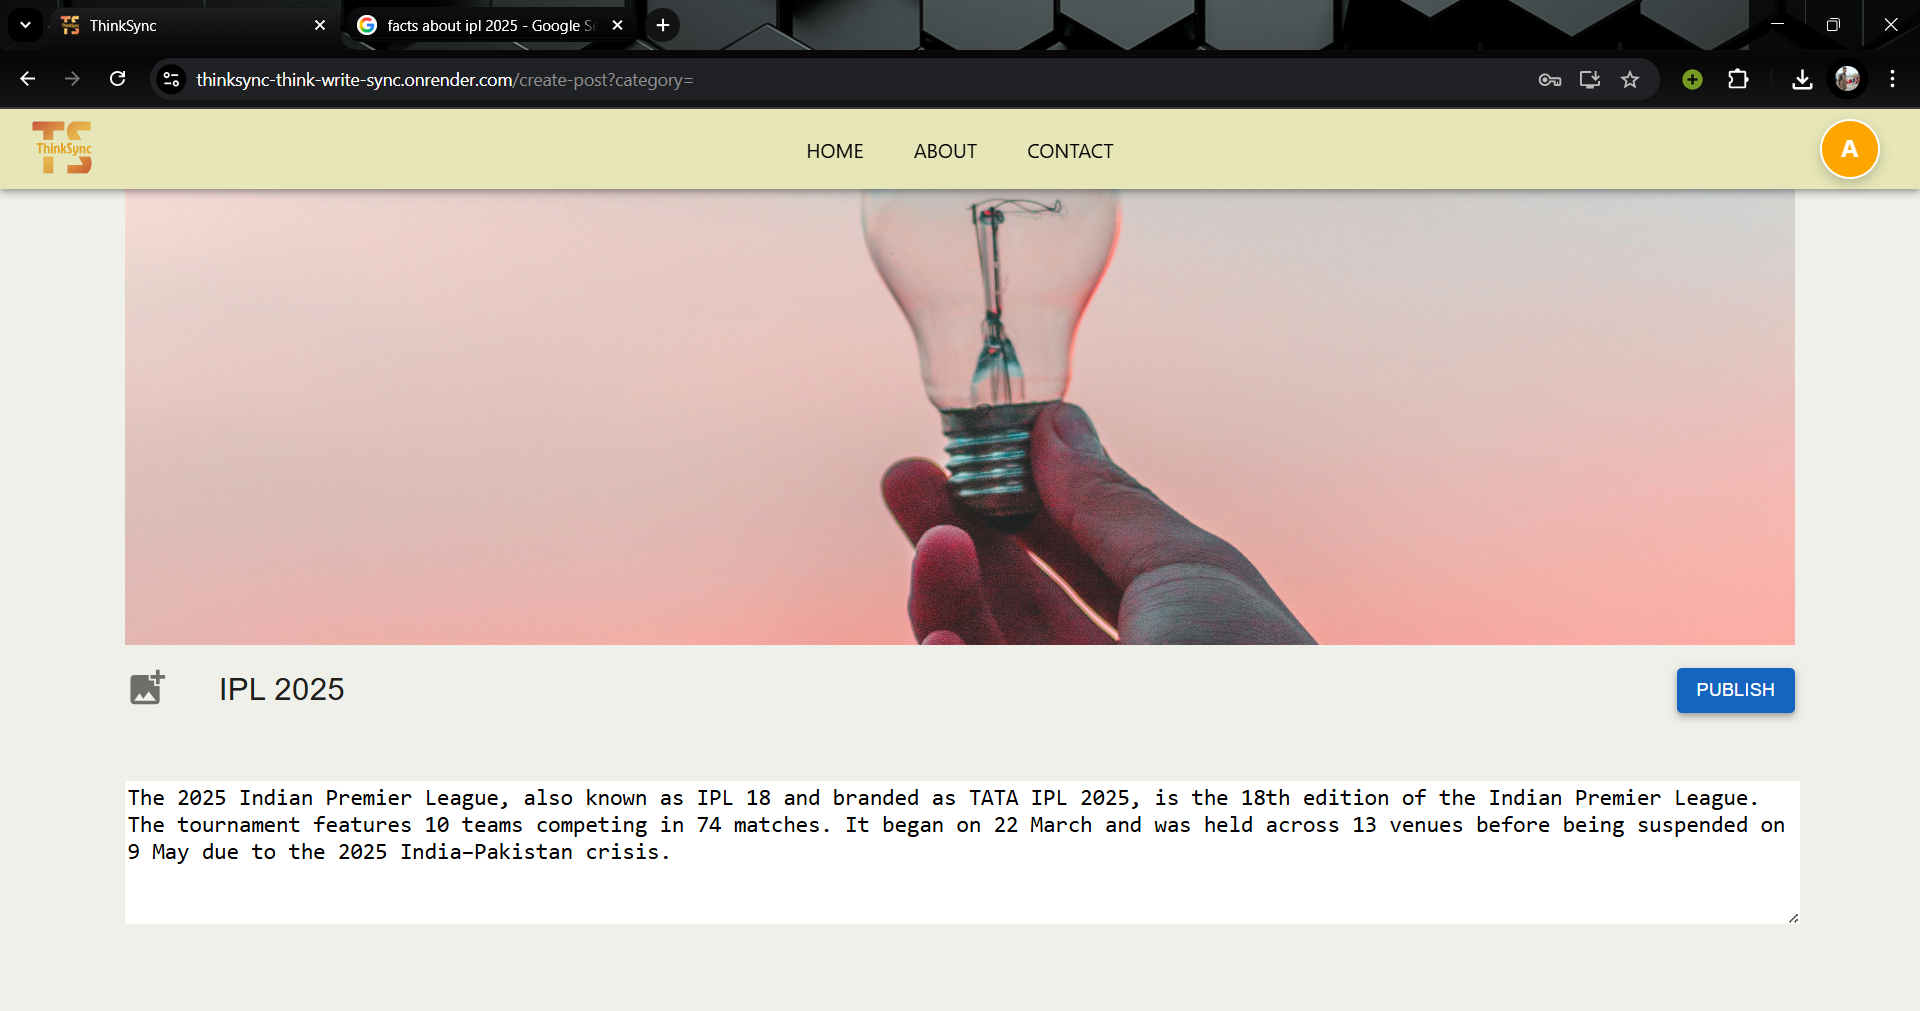 ThinkSync
facts about ipl 2025 - Google Se
thinksync-think-write-sync.onrender.com/create-post?category=
TS
ThinkSync
HOME ABOUT CONTACT
A
IPL 2025
PUBLISH
The 2025 Indian Premier League, also known as IPL 18 and branded as TATA IPL 2025, is the 18th edition of the Indian Premier League.
The tournament features 10 teams competing in 74 matches. It began on 22 March and was held across 13 venues before being suspended on
9 May due to the 2025 India–Pakistan crisis.